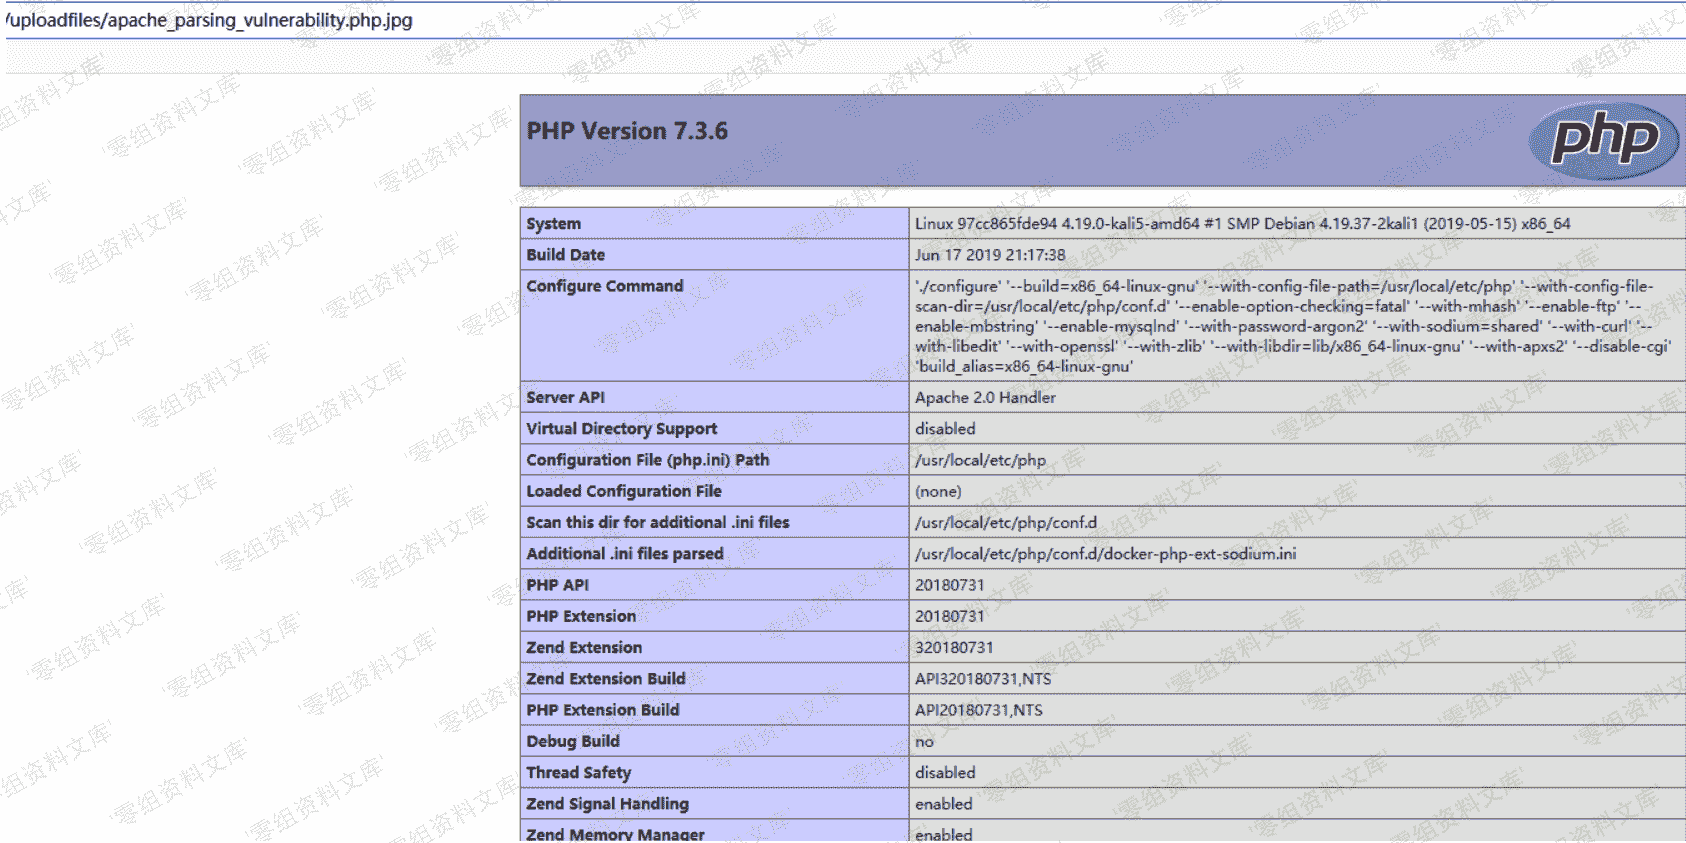 /uploadfiles/apache_parsing_vulnerability.php.jpg
PHP Version 7.3.6
php
System Linux 97cc865fde94 4.19.0-kali5-amd64 #1 SMP Debian 4.19.37-2kali1 (2019-05-15) x86_64
Build Date Jun 17 2019 21:17:38
Configure Command './configure' '--build=x86_64-linux-gnu' '--with-config-file-path=/usr/local/etc/php' '--with-config-file-
scan-dir=/usr/local/etc/php/conf.d' '--enable-option-checking=fatal' '--with-mhash' '--enable-ftp' '--
enable-mbstring' '--enable-mysqlnd' '--with-password-argon2' '--with-sodium=shared' '--with-curl' '--
with-libedit' '--with-openssl' '--with-zlib' '--with-libdir=lib/x86_64-linux-gnu' '--with-apxs2' '--disable-cgi'
'build_alias=x86_64-linux-gnu'
Server API Apache 2.0 Handler
Virtual Directory Support disabled
Configuration File (php.ini) Path /usr/local/etc/php
Loaded Configuration File (none)
Scan this dir for additional .ini files /usr/local/etc/php/conf.d
Additional .ini files parsed /usr/local/etc/php/conf.d/docker-php-ext-sodium.ini
PHP API 20180731
PHP Extension 20180731
Zend Extension 320180731
Zend Extension Build API320180731,NTS
PHP Extension Build API20180731,NTS
Debug Build no
Thread Safety disabled
Zend Signal Handling enabled
Zend Memory Manager enabled
'零组资料文库'